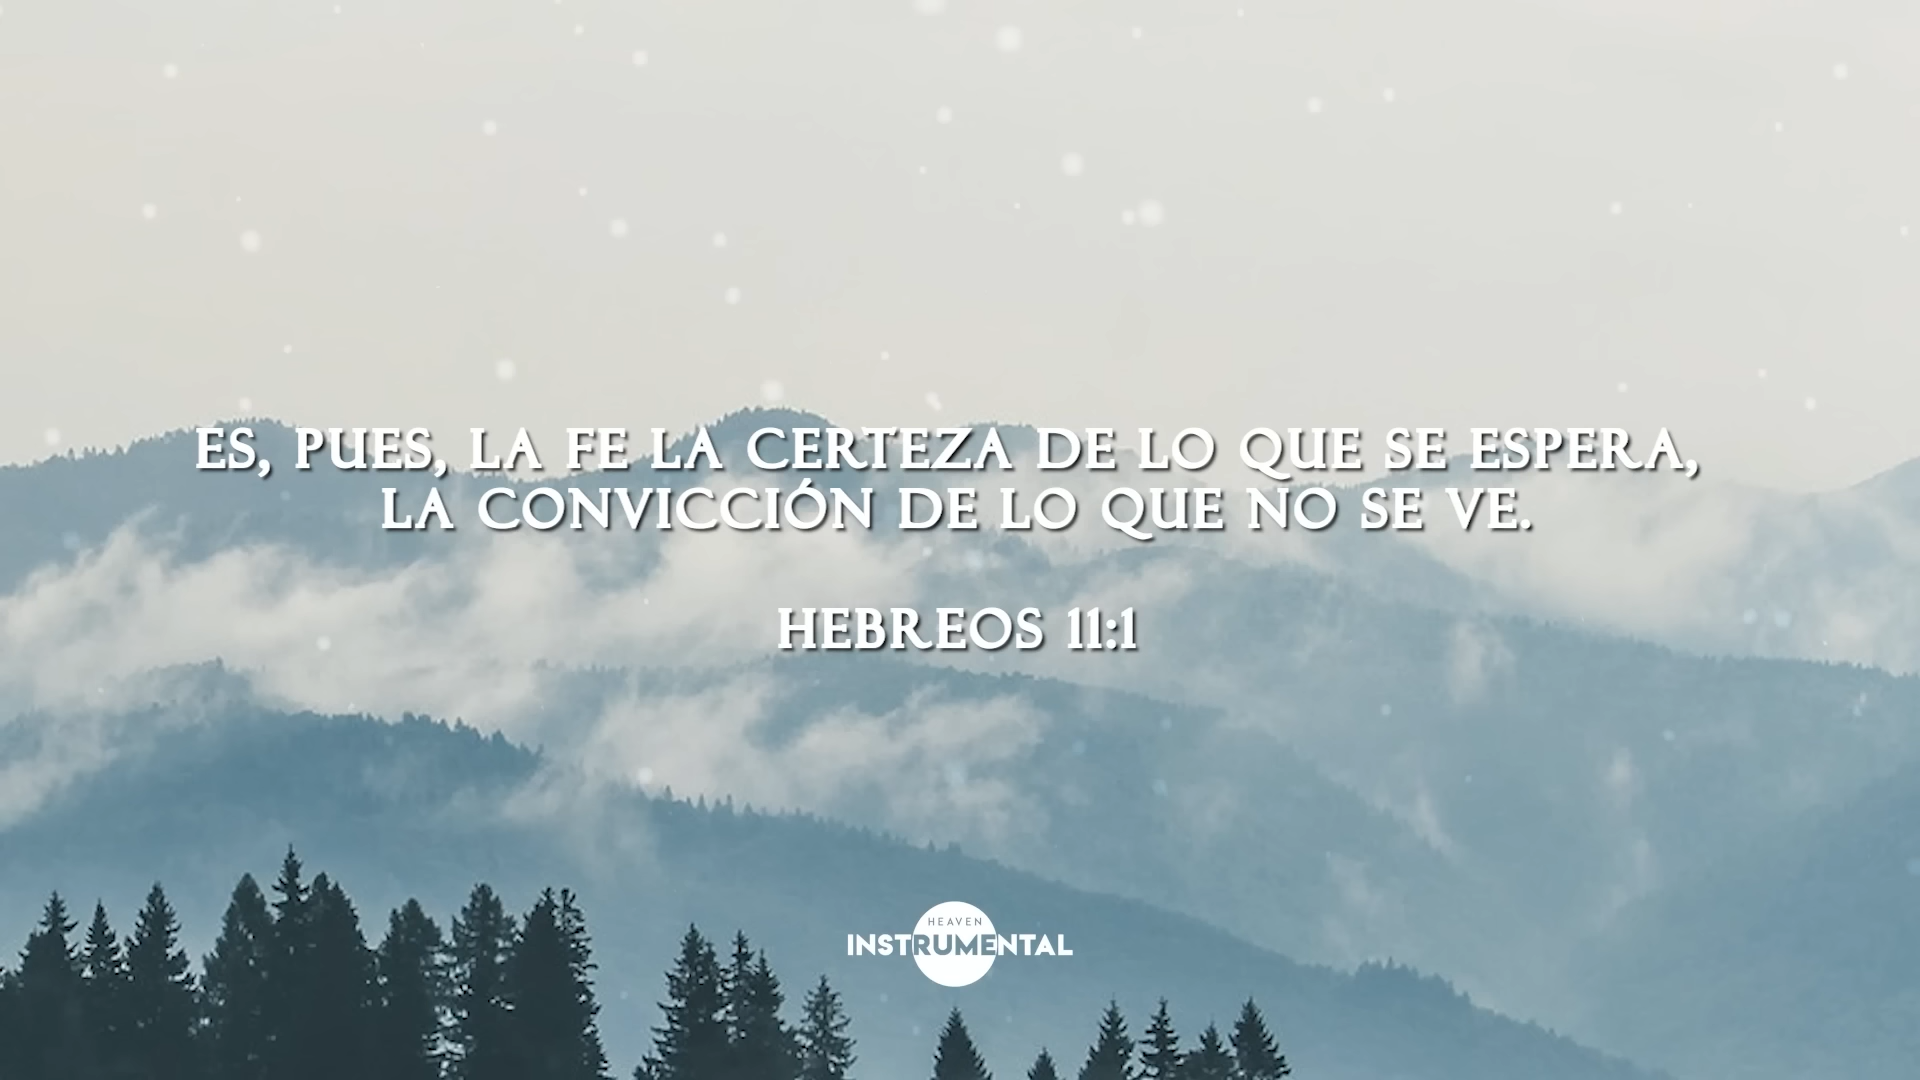 ES, PUES, LA FE LA CERTEZA DE LO QUE SE ESPERA,
LA CONVICCIÓN DE LO QUE NO SE VE.
HEBREOS 11:1
HEAVEN
INSTRUMENTAL